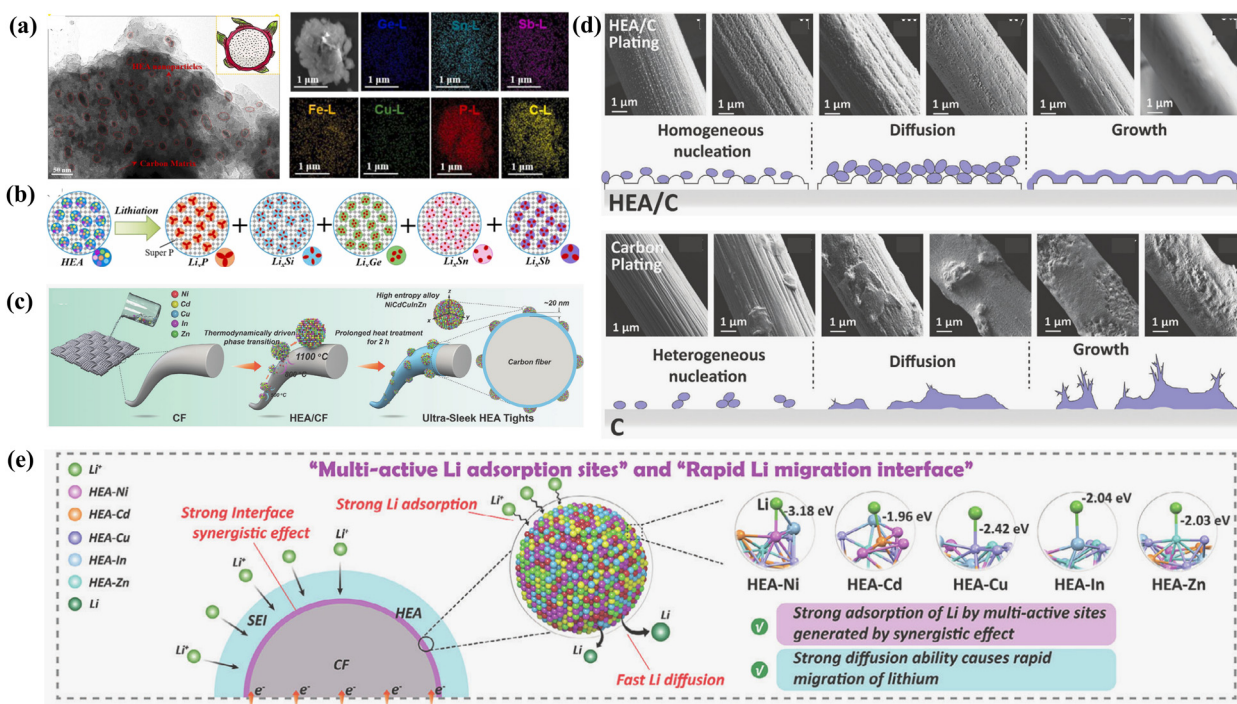 (a)
HEA nanoparticles
Carbon Matrix
50 nm
1 μm
Ge-L
1 μm
Sn-L
1 μm
Sb-L
1 μm
Fe-L
1 μm
Cu-L
1 μm
P-L
1 μm
C-L
1 μm
(b)
Lithiation
Super P
HEA
LixP
LixSi
LixGe
LixSn
LixSb
+ + + +
(c)
Ni
Cd
Cu
In
Zn
High entropy alloy
NiCdCuInZn
~20 nm
Thermodynamically driven
phase transition
Prolonged heat treatment
for 2 h
1100 °C
Carbon fiber
CF
HEA/CF
Ultra-Sleek HEA Tights
(d)
HEA/C
Plating
1 μm
1 μm
1 μm
1 μm
1 μm
1 μm
Homogeneous
nucleation
Diffusion
Growth
HEA/C
Carbon
Plating
1 μm
1 μm
1 μm
1 μm
1 μm
1 μm
Heterogeneous
nucleation
Diffusion
Growth
C
(e)
“Multi-active Li adsorption sites” and “Rapid Li migration interface”
Li⁺
HEA-Ni
HEA-Cd
HEA-Cu
HEA-In
HEA-Zn
Li
Strong Interface
synergistic effect
Li⁺
Li⁺
Li⁺
Li⁺
SEI
HEA
CF
e⁻ e⁻ e⁻ e⁻ e⁻
Strong Li adsorption
Li⁺
Li⁺
Li
Li
Fast Li diffusion
Li
-3.18 eV
-1.96 eV
-2.42 eV
-2.04 eV
-2.03 eV
HEA-Ni
HEA-Cd
HEA-Cu
HEA-In
HEA-Zn
√ Strong adsorption of Li by multi-active sites
generated by synergistic effect
√ Strong diffusion ability causes rapid
migration of lithium